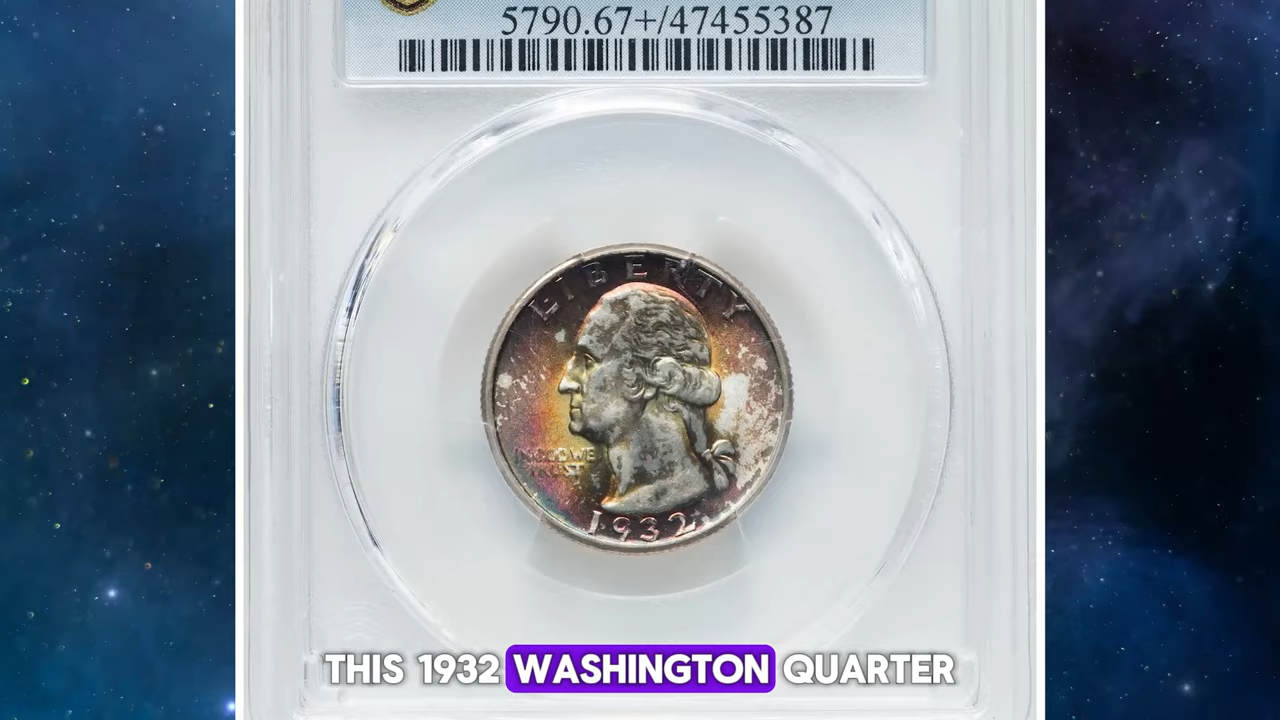 5790.67+/47455387
LIBERTY
IN GOD WE
TRUST
1932
THIS 1932 WASHINGTON QUARTER